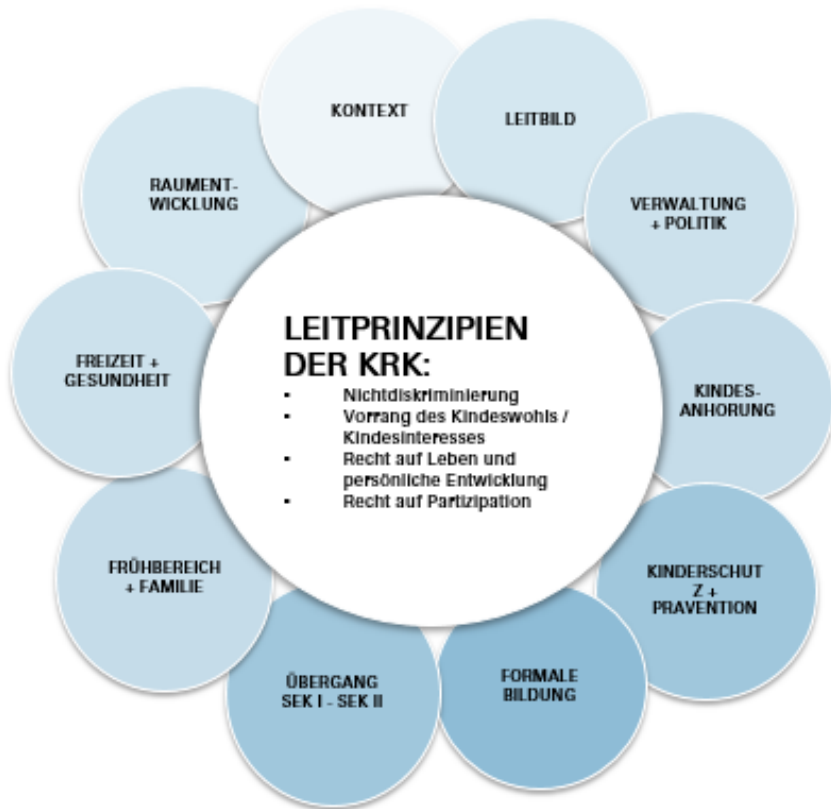 KONTEXT
LEITBILD
VERWALTUNG
+ POLITIK
KINDES-
ANHORUNG
KINDERSCHUT
Z +
PRAVENTION
FORMALE
BILDUNG
ÜBERGANG
SEK I - SEK II
FRÜHBEREICH
+ FAMILIE
FREIZEIT +
GESUNDHEIT
RAUMENT-
WICKLUNG
LEITPRINZIPIEN
DER KRK:
▪ Nichtdiskriminierung
▪ Vorrang des Kindeswohls /
Kindesinteresses
▪ Recht auf Leben und
persönliche Entwicklung
▪ Recht auf Partizipation